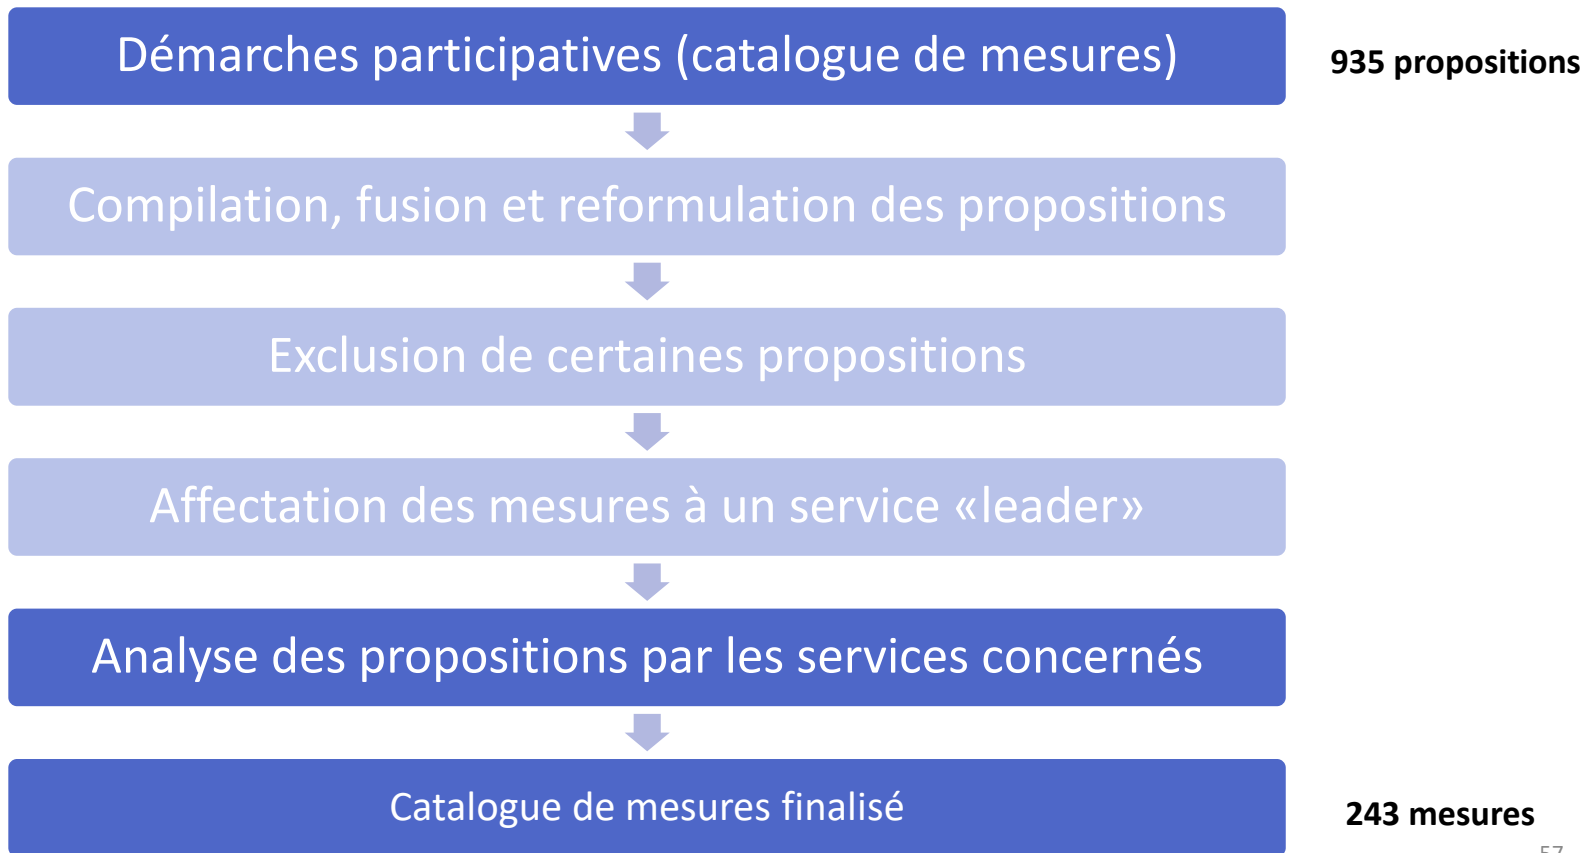 Démarches participatives (catalogue de mesures)
935 propositions
Compilation, fusion et reformulation des propositions
Exclusion de certaines propositions
Affectation des mesures à un service «leader»
Analyse des propositions par les services concernés
Catalogue de mesures finalisé
243 mesures
57